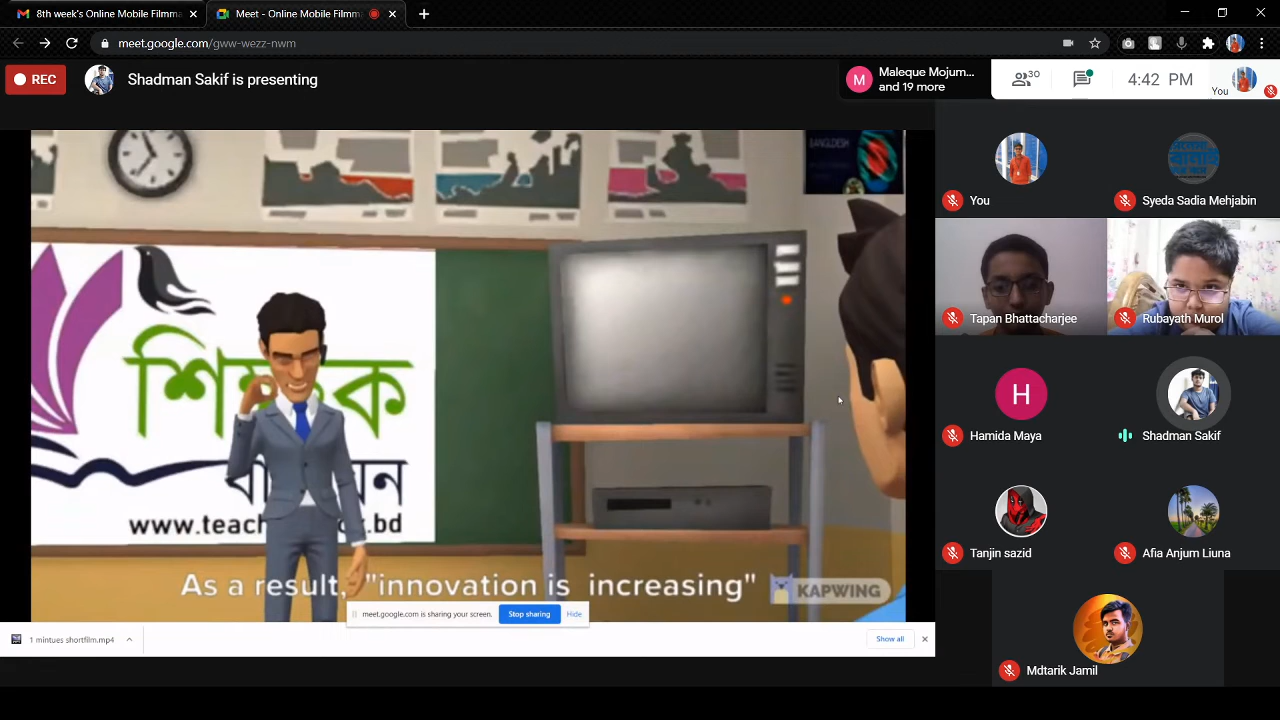 8th week's Online Mobile Filmm
Meet - Online Mobile Filmm
meet.google.com/gww-wezz-nwm
REC
Shadman Sakif is presenting
M
Maleque Mojum...
and 19 more
30
4:42 PM
You
BANGLADESH
শিক্ষক
www.teach
k.bd
As a result, "innovation is increasing"
KAPWING
meet.google.com is sharing your screen.
Stop sharing
Hide
1 mintues shortfilm.mp4
Show all
You
Syeda Sadia Mehjabin
Tapan Bhattacharjee
Rubayath Murol
H
Hamida Maya
Shadman Sakif
Tanjin sazid
Afia Anjum Liuna
Mdtarik Jamil